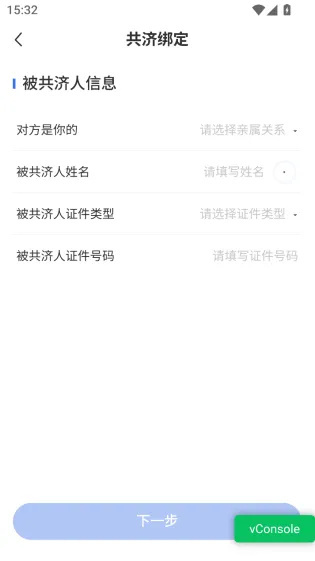 15:32
共济绑定
被共济人信息
对方是你的 请选择亲属关系
被共济人姓名 请填写姓名
被共济人证件类型 请选择证件类型
被共济人证件号码 请填写证件号码
下一步
vConsole